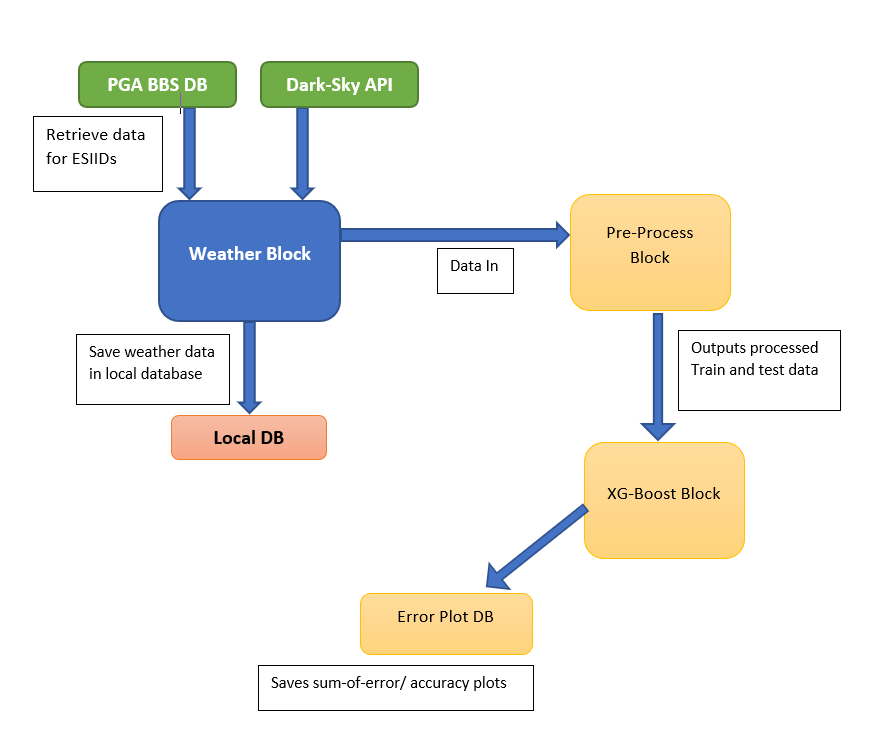 PGA BBS DB
Dark-Sky API
Retrieve data
for ESIIDs
Weather Block
Pre-Process
Block
Data In
Save weather data
in local database
Outputs processed
Train and test data
Local DB
XG-Boost Block
Error Plot DB
Saves sum-of-error/ accuracy plots